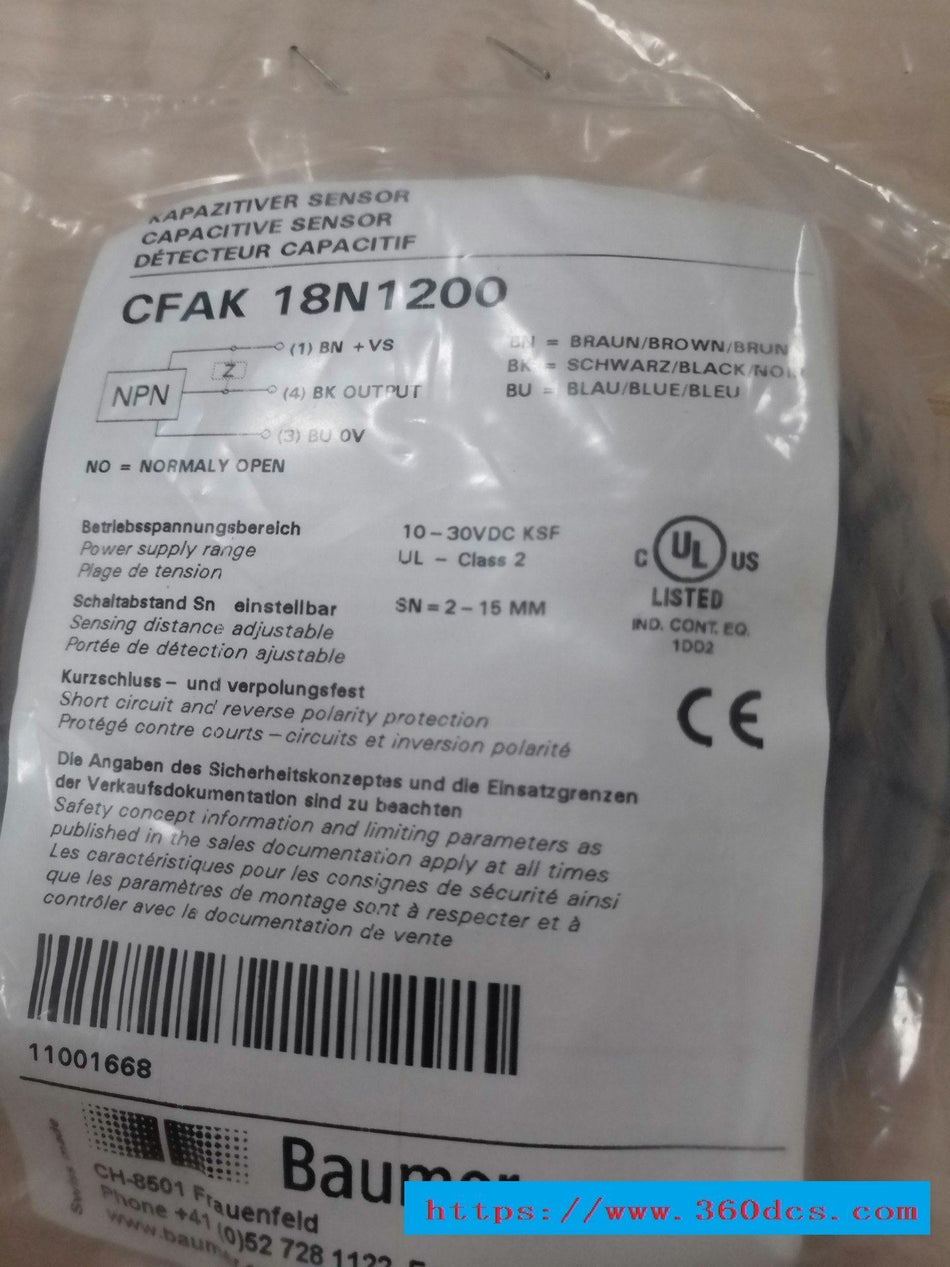 KAPAZITIVER SENSOR
CAPACITIVE SENSOR
DÉTECTEUR CAPACITIF
CFAK 18N1200
(1) BN +VS
Z
NPN
(4) BK OUTPUT
(3) BU 0V
BN = BRAUN/BROWN/BRUN
BK = SCHWARZ/BLACK/NOIR
BU = BLAU/BLUE/BLEU
NO = NORMALY OPEN
Betriebsspannungsbereich 10-30VDC KSF
Power supply range UL - Class 2
Plage de tension
Schaltabstand Sn einstellbar SN = 2-15 MM
Sensing distance adjustable
Portée de détection ajustable
C UL US
LISTED
IND. CONT. EQ.
1DD2
Kurzschluss- und verpolungsfest
Short circuit and reverse polarity protection
Protégé contre courts-circuits et inversion polarité
CE
Die Angaben des Sicherheitskonzeptes und die Einsatzgrenzen
der Verkaufsdokumentation sind zu beachten
Safety concept information and limiting parameters as
published in the sales documentation apply at all times
Les caractéristiques pour les consignes de sécurité ainsi
que les paramètres de montage sont à respecter et à
contrôler avec la documentation de vente
11001668
Swiss made
Baumer
CH-8501 Frauenfeld
Phone +41 (0)52 728 1122
www.baum
https://www.360dcs.com